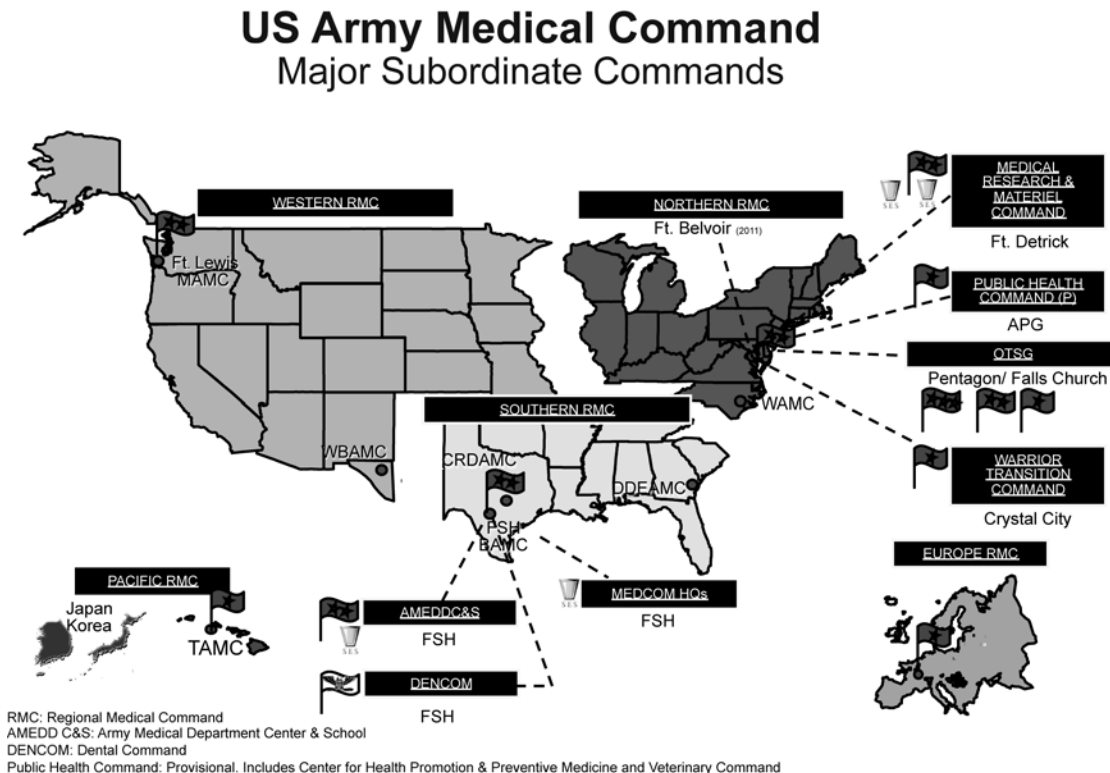 US Army Medical Command
Major Subordinate Commands
WESTERN RMC
Ft. Lewis
MAMC
NORTHERN RMC
Ft. Belvoir (2011)
MEDICAL
RESEARCH &
MATERIEL
COMMAND
SES
SES
Ft. Detrick
PUBLIC HEALTH
COMMAND (P)
APG
OTSG
Pentagon/ Falls Church
WAMC
SOUTHERN RMC
WBAMC
CRDAMC
DDEAMC
FSH
BAMC
WARRIOR
TRANSITION
COMMAND
Crystal City
EUROPE RMC
PACIFIC RMC
Japan
Korea
TAMC
AMEDDC&S
SES
FSH
MEDCOM HQs
SES
FSH
DENCOM
FSH
RMC: Regional Medical Command
AMEDD C&S: Army Medical Department Center & School
DENCOM: Dental Command
Public Health Command: Provisional. Includes Center for Health Promotion & Preventive Medicine and Veterinary Command